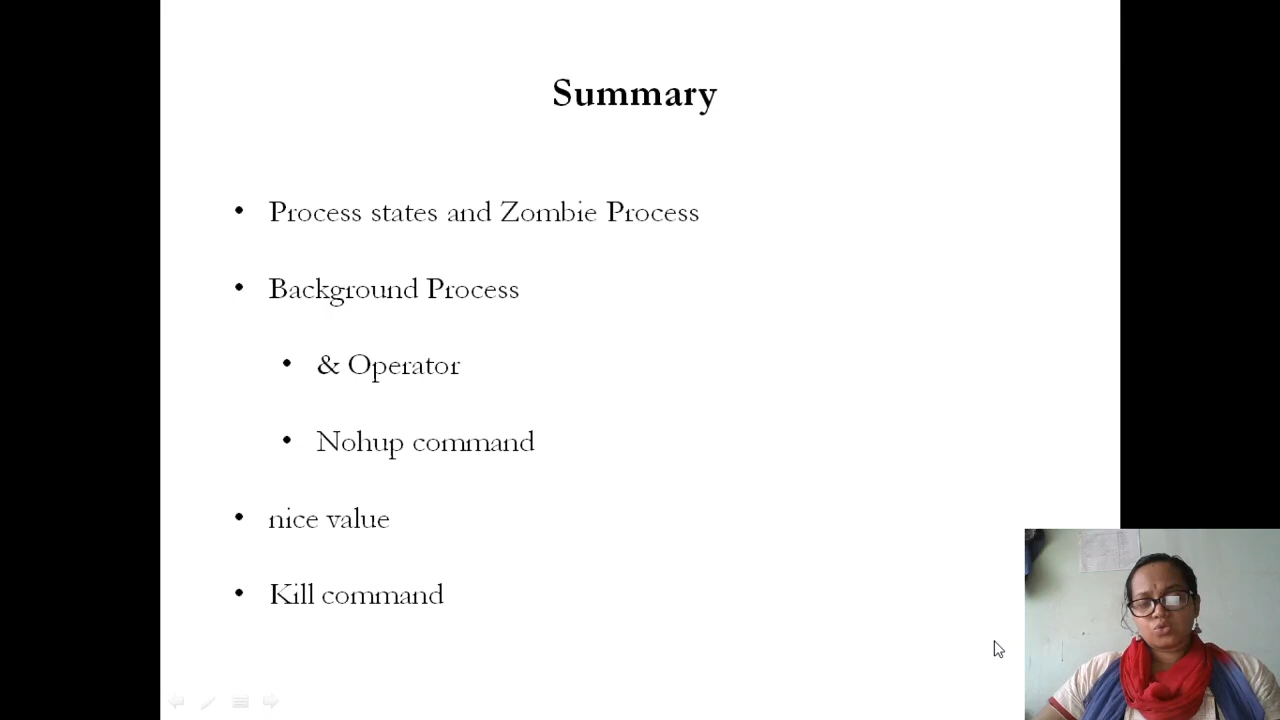 Summary
• Process states and Zombie Process
• Background Process
• & Operator
• Nohup command
• nice value
• Kill command